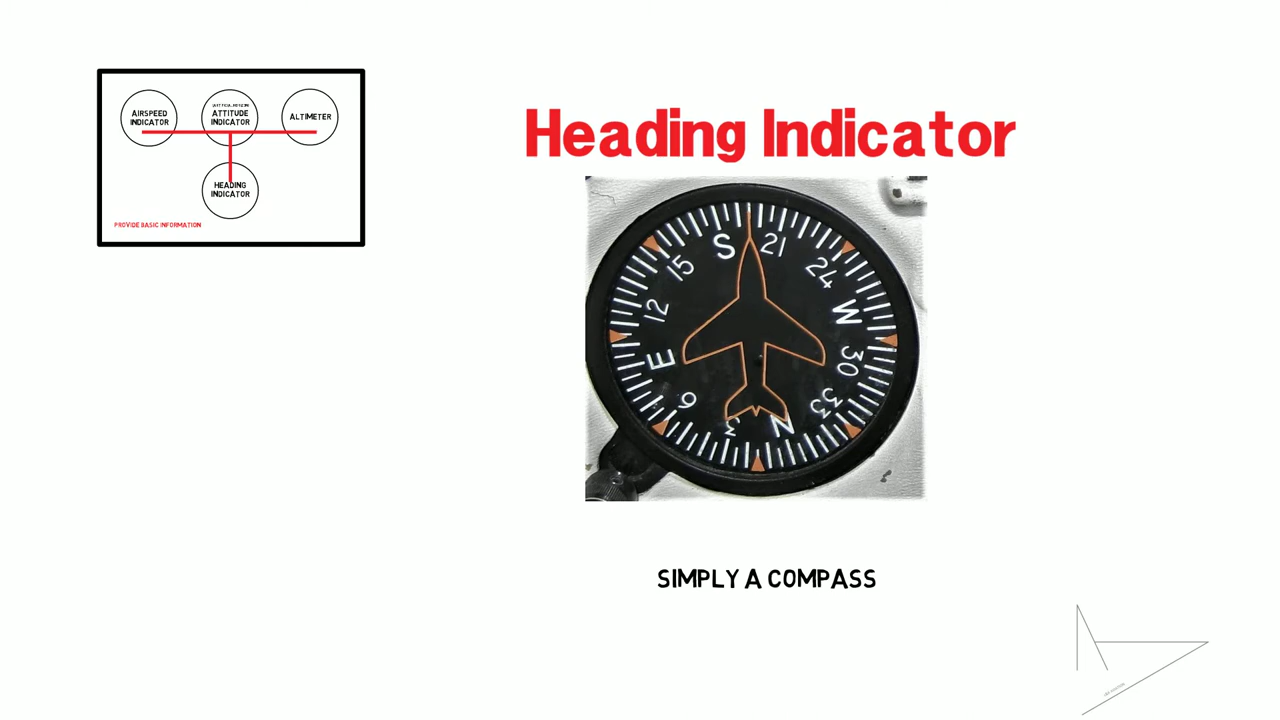 Heading Indicator
AIRSPEED
INDICATOR
ATTITUDE
INDICATOR
ALTIMETER
HEADING
INDICATOR
PROVIDE BASIC INFORMATION
S
21
24
W
30
33
N
3
6
E
12
15
SIMPLY A COMPASS